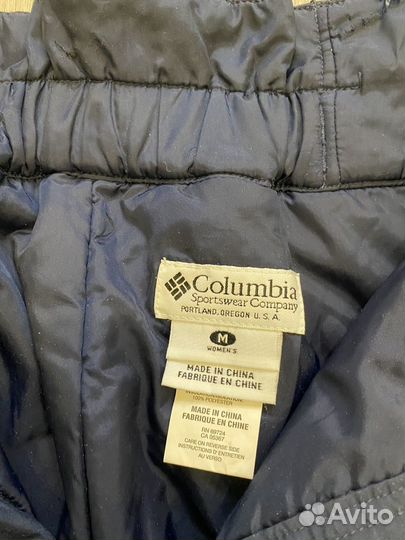 Columbia
Sportswear Company
PORTLAND, OREGON U.S.A.
M
WOMEN'S
MADE IN CHINA
FABRIQUE EN CHINE
100% POLYESTER
MADE IN CHINA
FABRIQUE EN CHINE
RN 69724
CA 05367
CARE ON REVERSE SIDE
INSTRUCTIONS D'ENTRETIEN
AU VERSO
Avito